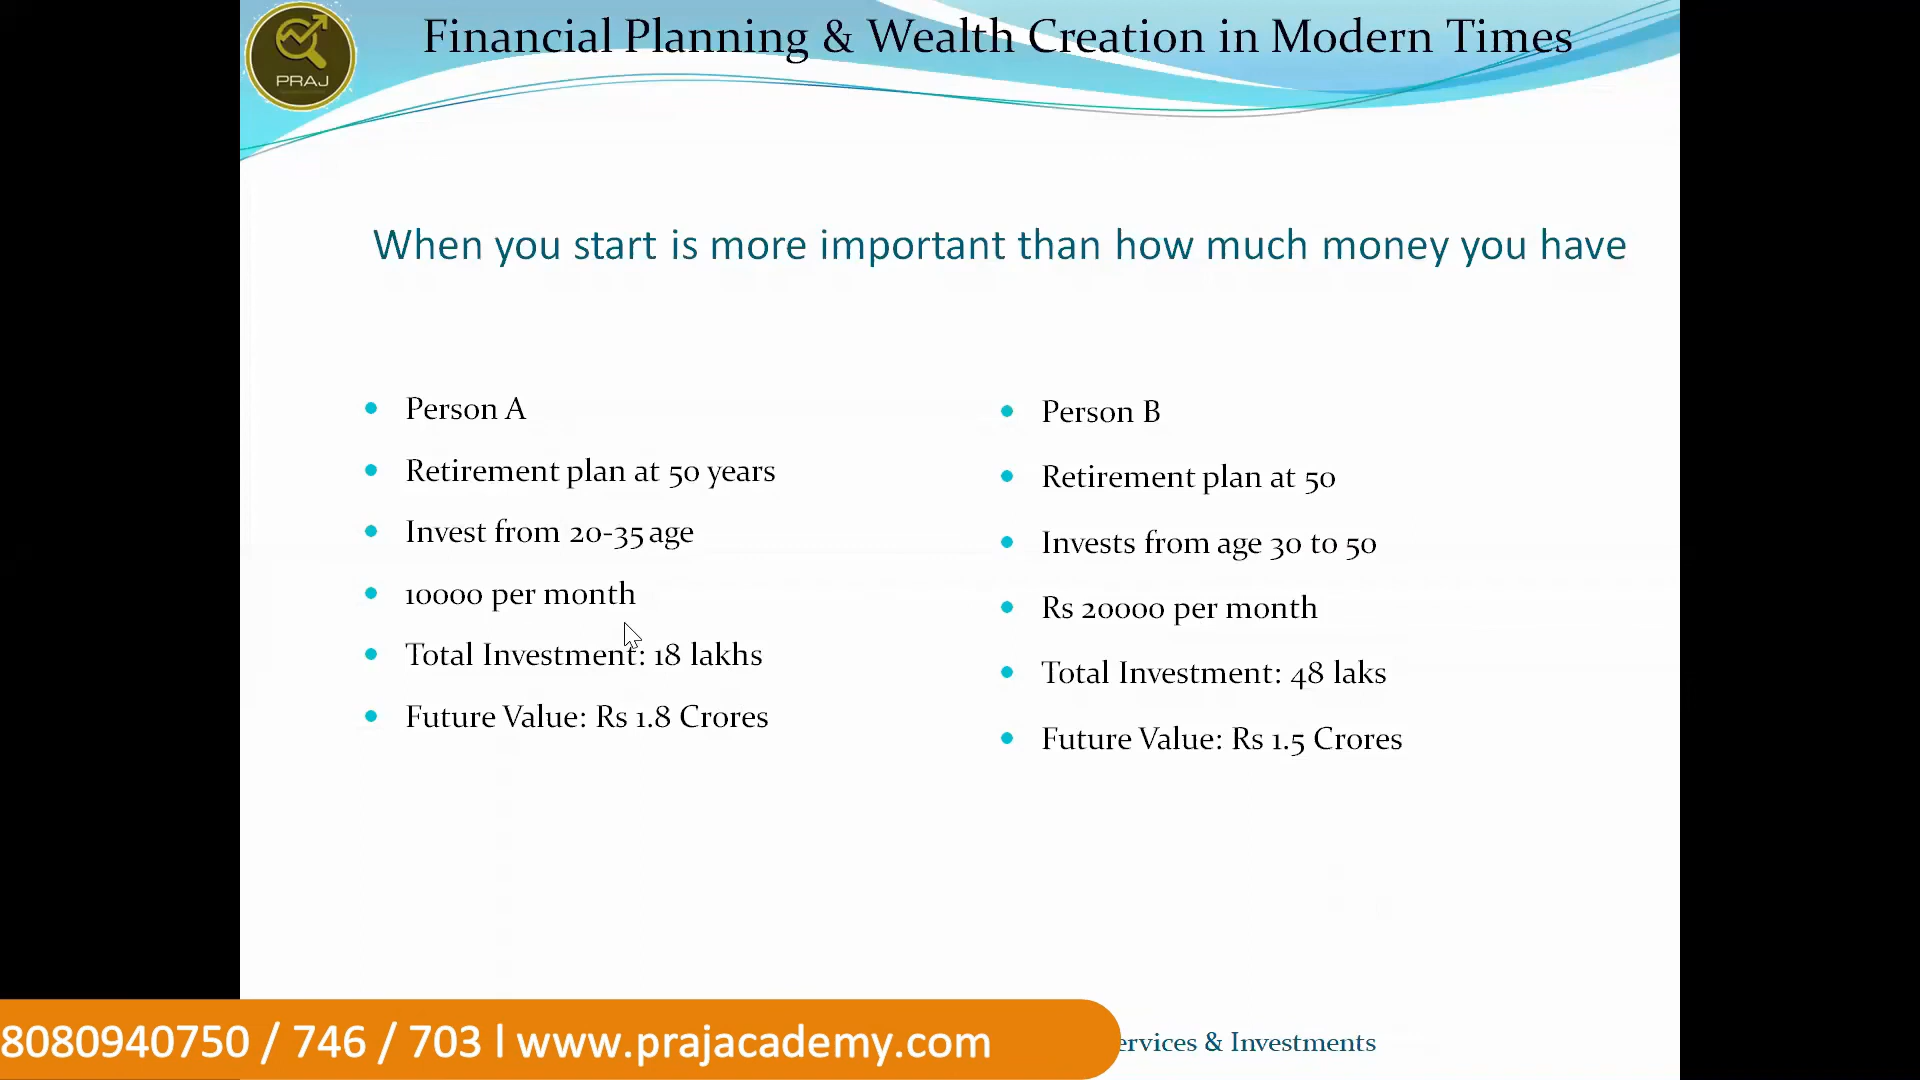 PRAJ
Financial Planning & Wealth Creation in Modern Times
When you start is more important than how much money you have
Person A
Retirement plan at 50 years
Invest from 20-35 age
10000 per month
Total Investment: 18 lakhs
Future Value: Rs 1.8 Crores
Person B
Retirement plan at 50
Invests from age 30 to 50
Rs 20000 per month
Total Investment: 48 laks
Future Value: Rs 1.5 Crores
8080940750 / 746 / 703 l www.prajacademy.com
ervices & Investments